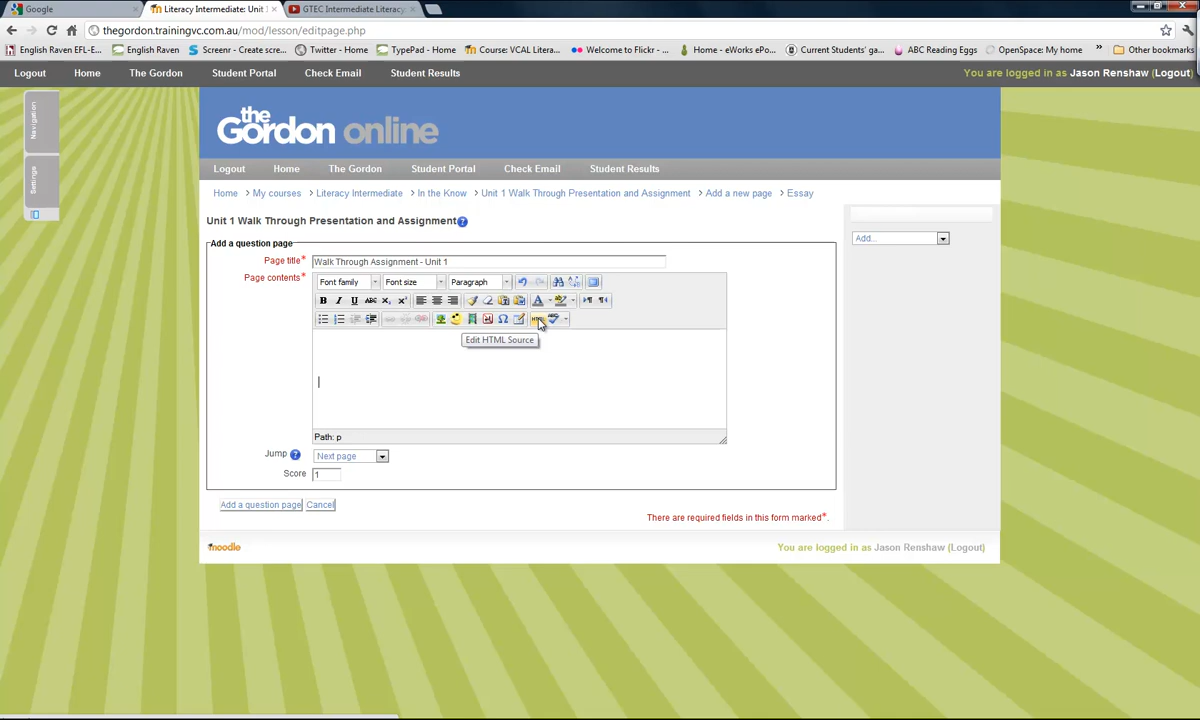 Google
Literacy Intermediate: Unit 1
GTEC Intermediate Literacy:
thegordon.trainingvc.com.au/mod/lesson/editpage.php
English Raven EFL-E...
English Raven
Screenr - Create scre...
Twitter - Home
TypePad - Home
Course: VCAL Litera...
Welcome to Flickr -...
Home - eWorks ePo...
Current Students' ga...
ABC Reading Eggs
OpenSpace: My home
»
Other bookmarks
Logout Home The Gordon Student Portal Check Email Student Results
You are logged in as Jason Renshaw (Logout)
Navigation
Settings
the Gordon online
Logout Home The Gordon Student Portal Check Email Student Results
Home > My courses > Literacy Intermediate > In the Know > Unit 1 Walk Through Presentation and Assignment > Add a new page > Essay
Unit 1 Walk Through Presentation and Assignment
Add...
Add a question page
Page title* Walk Through Assignment - Unit 1
Page contents*
Font family Font size Paragraph
B I U ABC
HTML ABC
Edit HTML Source
Path: p
Jump Next page
Score 1
Add a question page Cancel
There are required fields in this form marked*.
moodle
You are logged in as Jason Renshaw (Logout)